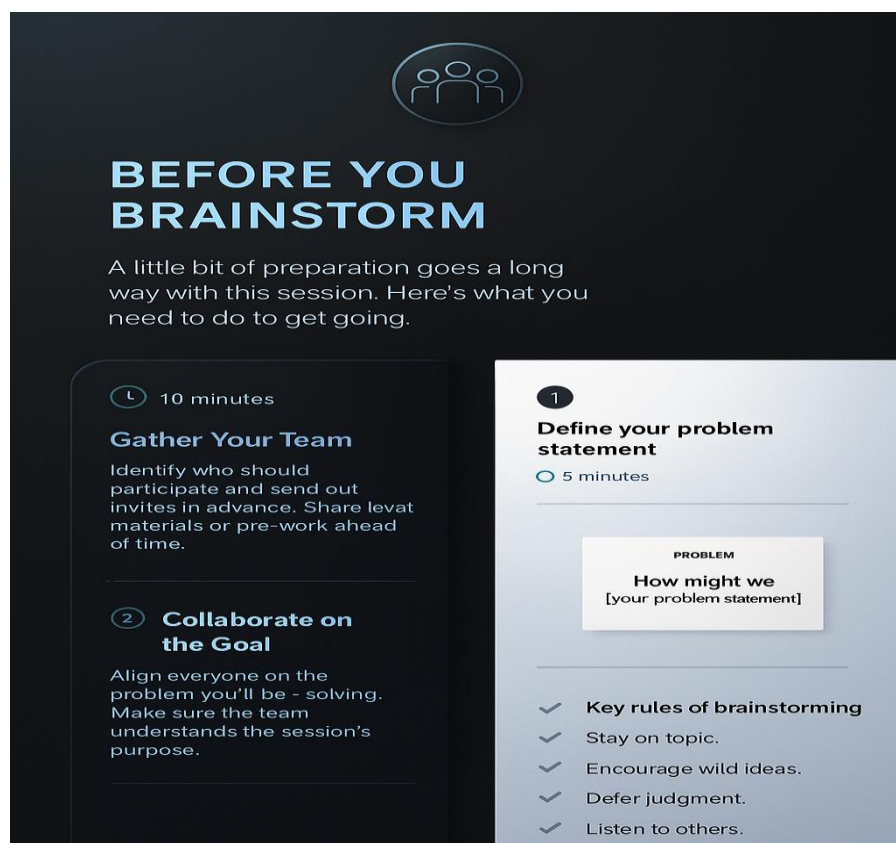 BEFORE YOU
BRAINSTORM
A little bit of preparation goes a long
way with this session. Here's what you
need to do to get going.
10 minutes
Gather Your Team
Identify who should
participate and send out
invites in advance. Share levat
materials or pre-work ahead
of time.
2 Collaborate on
the Goal
Align everyone on the
problem you'll be - solving.
Make sure the team
understands the session's
purpose.
1
Define your problem
statement
5 minutes
PROBLEM
How might we
[your problem statement]
Key rules of brainstorming
Stay on topic.
Encourage wild ideas.
Defer judgment.
Listen to others.